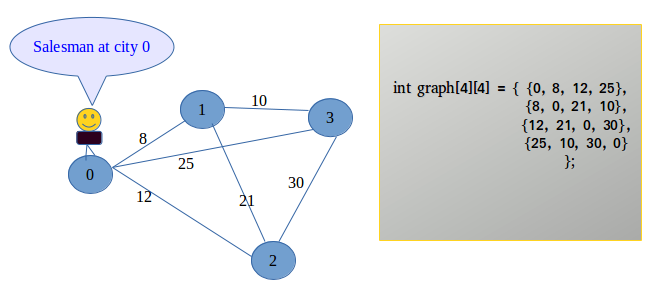 Salesman at city 0
1
10
3
8
25
0
12
21
30
2
int graph[4][4] = { {0, 8, 12, 25},
{8, 0, 21, 10},
{12, 21, 0, 30},
{25, 10, 30, 0}
};